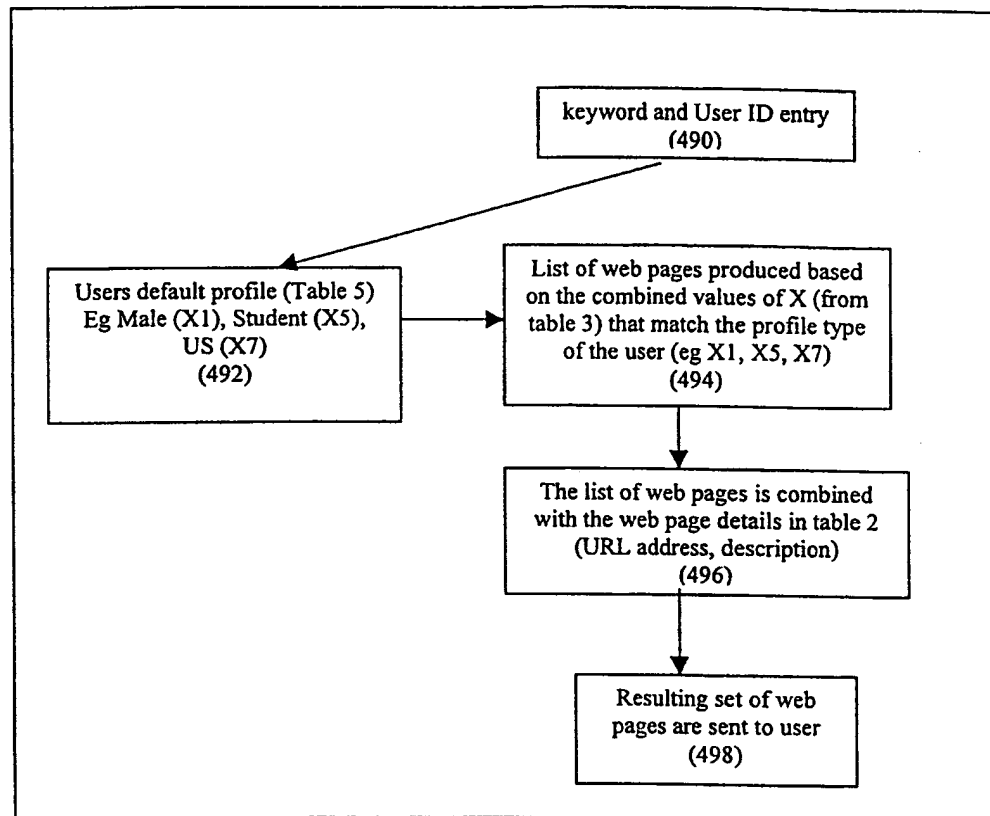 keyword and User ID entry
(490)
Users default profile (Table 5)
Eg Male (X1), Student (X5),
US (X7)
(492)
List of web pages produced based
on the combined values of X (from
table 3) that match the profile type
of the user (eg X1, X5, X7)
(494)
The list of web pages is combined
with the web page details in table 2
(URL address, description)
(496)
Resulting set of web
pages are sent to user
(498)